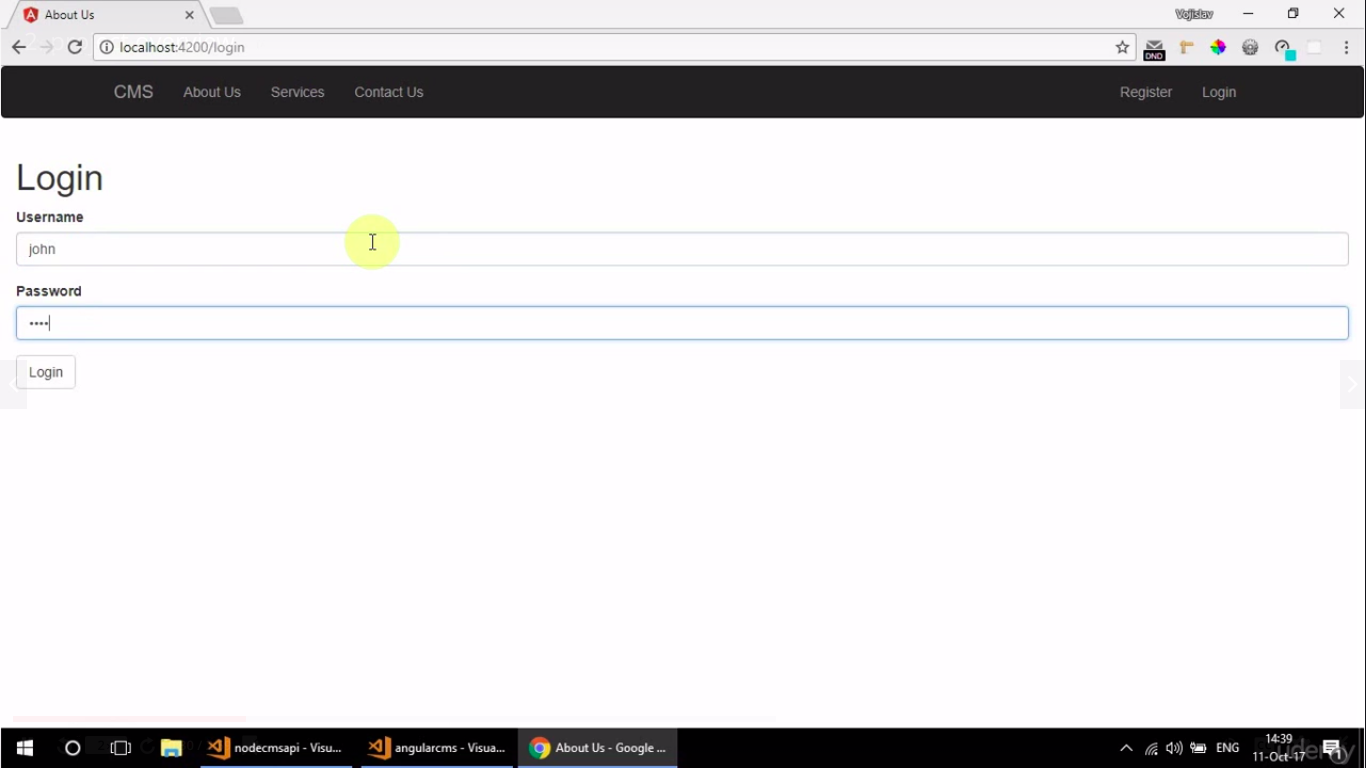 About Us
Vojislav
localhost:4200/login
DND
CMS About Us Services Contact Us Register Login
Login
Username
john
Password
••••
Login
nodecmsapi - Visu...
angularcms - Visua...
About Us - Google ...
ENG
14:39
11-Oct-17
1
udemy